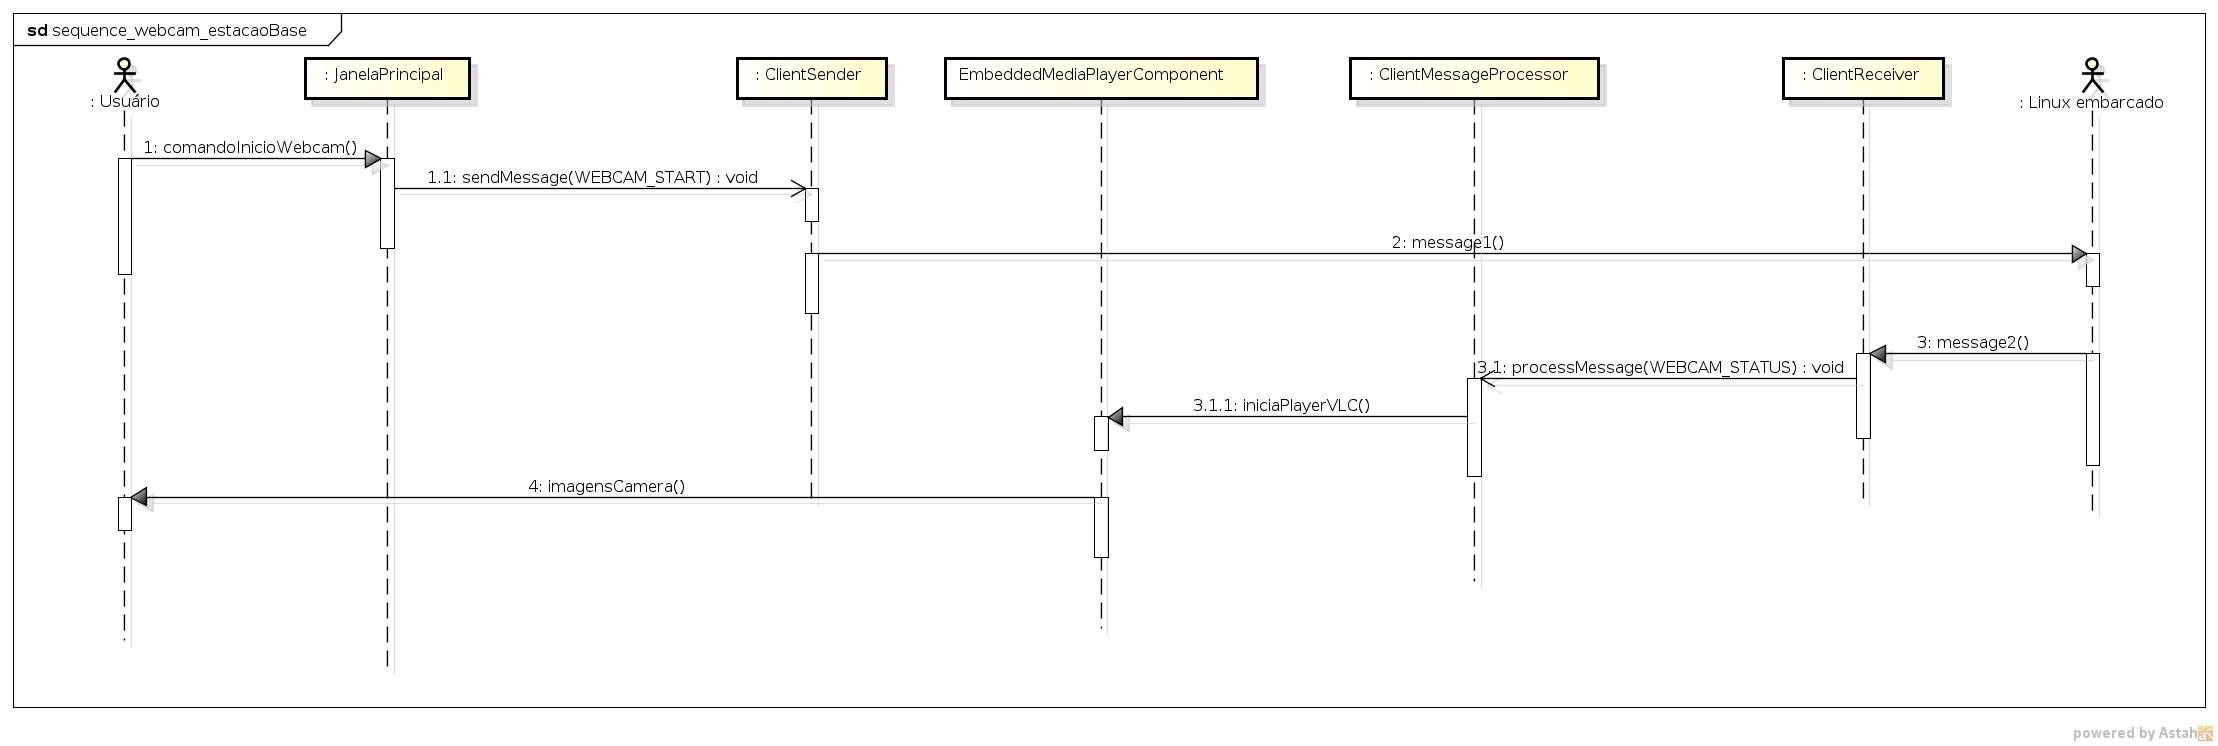 sd sequence_webcam_estacaoBase
: Usuário
: JanelaPrincipal
: ClientSender
EmbeddedMediaPlayerComponent
: ClientMessageProcessor
: ClientReceiver
: Linux embarcado
1: comandoInicioWebcam()
1.1: sendMessage(WEBCAM_START) : void
2: message1()
3: message2()
3.1: processMessage(WEBCAM_STATUS) : void
3.1.1: iniciaPlayerVLC()
4: imagensCamera()
powered by Astah